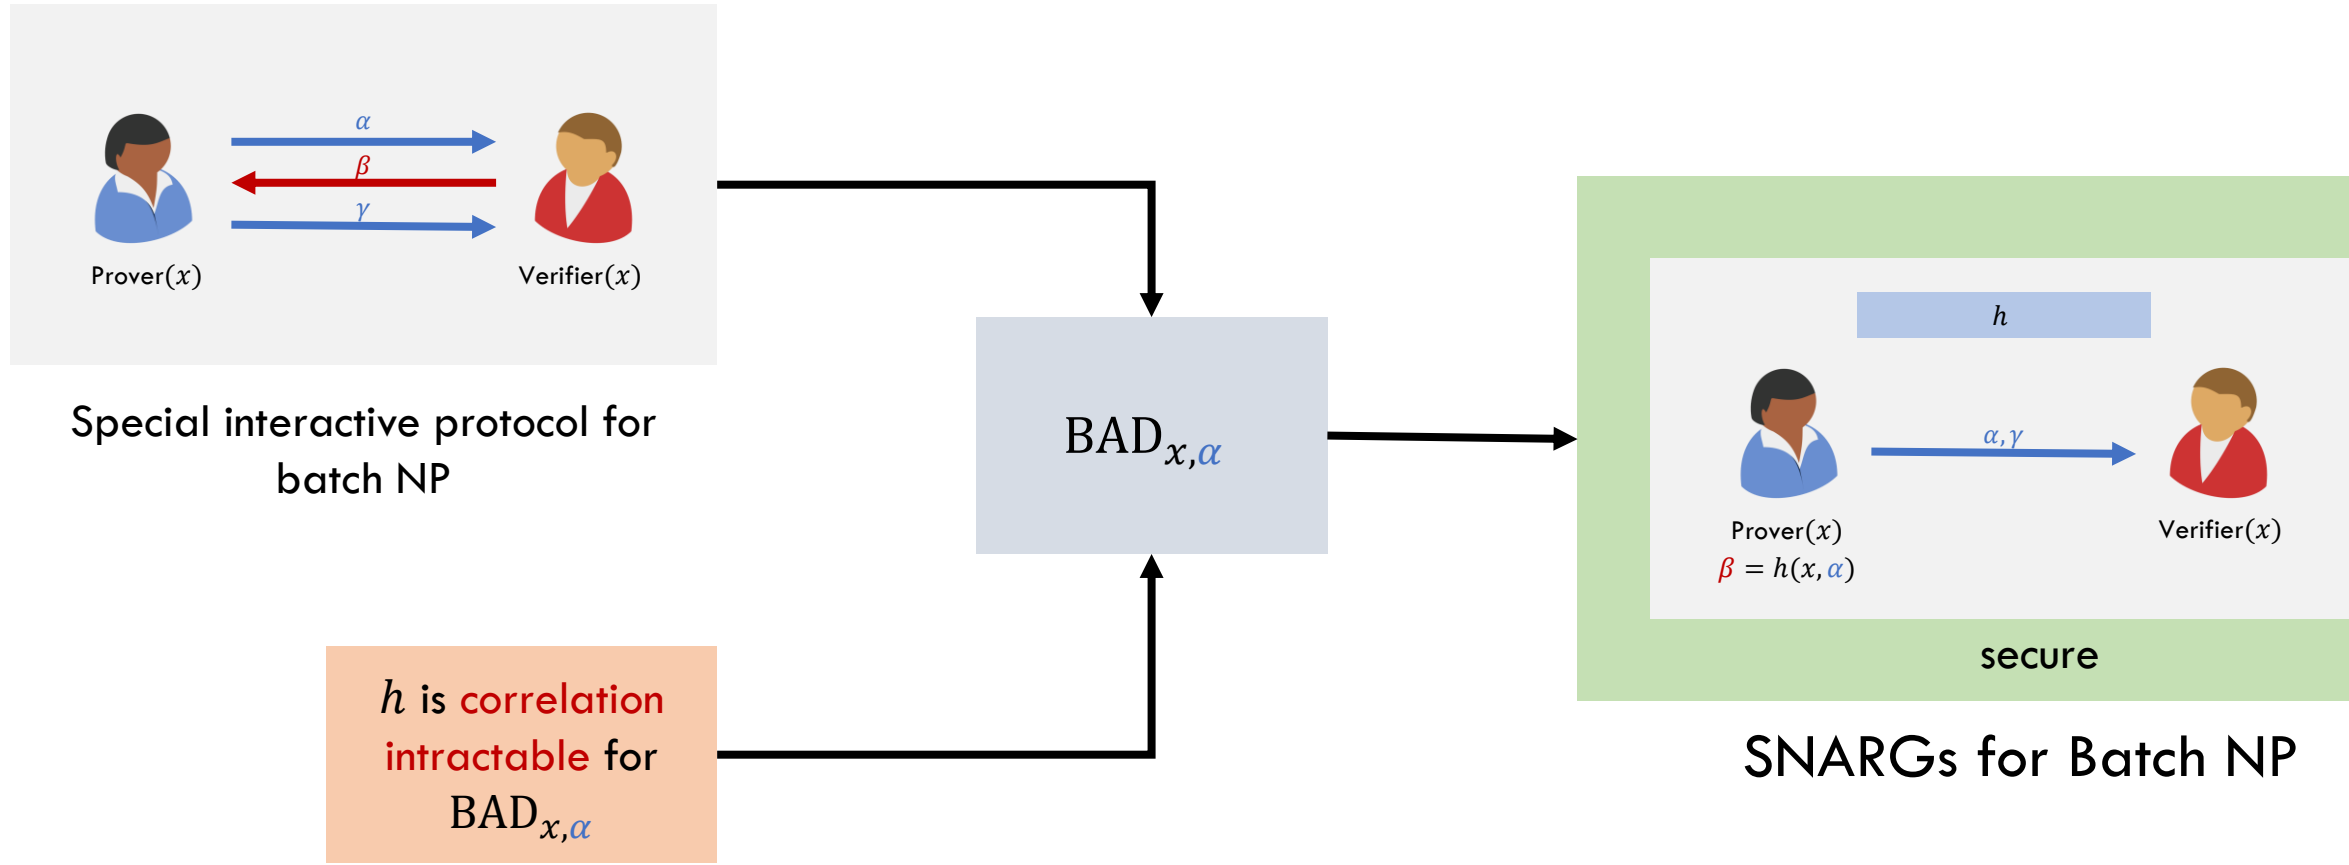 α
β
γ
Prover(x)
Verifier(x)
Special interactive protocol for
batch NP
h is correlation
intractable for
BADₓ,α
BADₓ,α
h
α, γ
Prover(x)
β = h(x, α)
Verifier(x)
secure
SNARGs for Batch NP